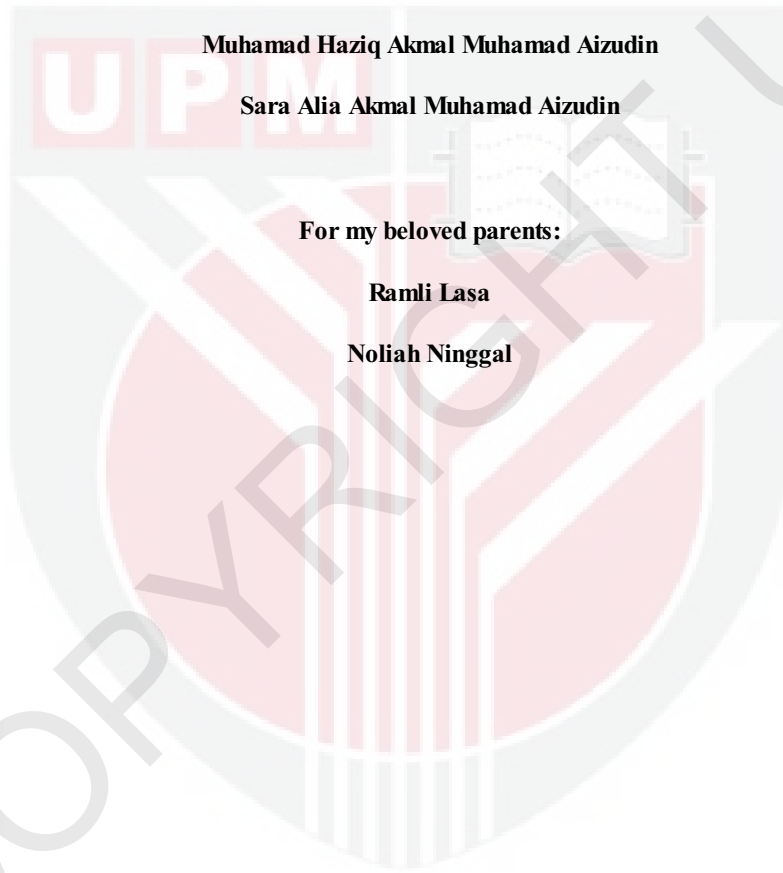 Muhamad Haziq Akmal Muhamad Aizudin
UPM
Sara Alia Akmal Muhamad Aizudin
For my beloved parents:
Ramli Lasa
Noliah Ninggal
OPYRIGHT U